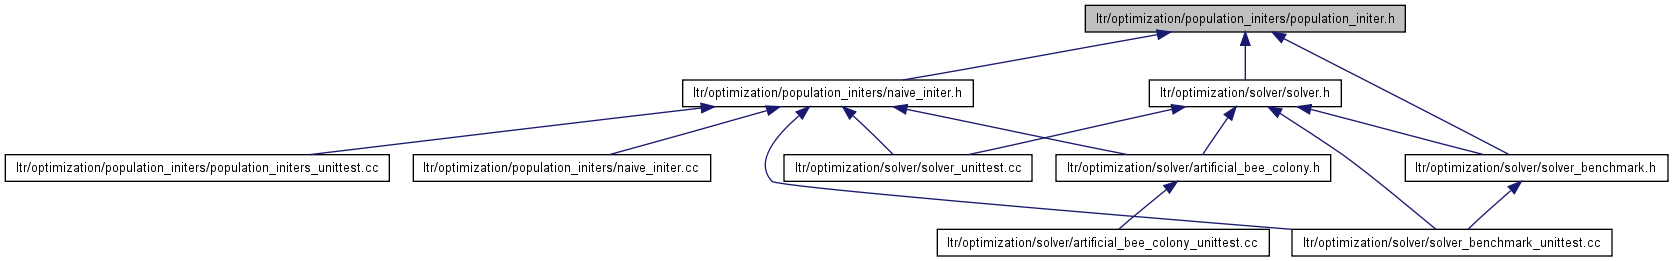 ltr/optimization/population_initers/population_initer.h
ltr/optimization/population_initers/naive_initer.h
ltr/optimization/solver/solver.h
ltr/optimization/population_initers/population_initers_unittest.cc
ltr/optimization/population_initers/naive_initer.cc
ltr/optimization/solver/solver_unittest.cc
ltr/optimization/solver/artificial_bee_colony.h
ltr/optimization/solver/solver_benchmark.h
ltr/optimization/solver/artificial_bee_colony_unittest.cc
ltr/optimization/solver/solver_benchmark_unittest.cc